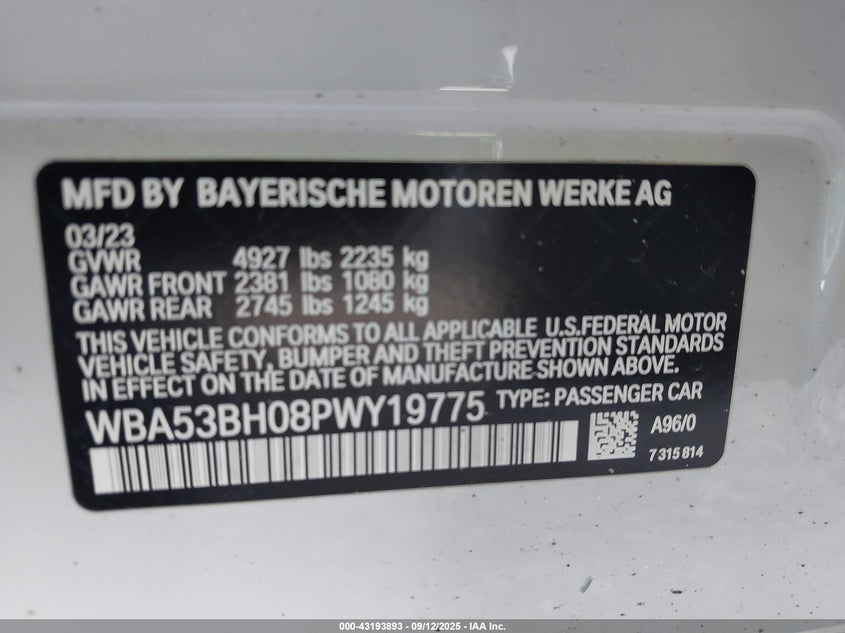 MFD BY BAYERISCHE MOTOREN WERKE AG
03/23
GVWR 4927 lbs 2235 kg
GAWR FRONT 2381 lbs 1080 kg
GAWR REAR 2745 lbs 1245 kg
THIS VEHICLE CONFORMS TO ALL APPLICABLE U.S.FEDERAL MOTOR
VEHICLE SAFETY, BUMPER AND THEFT PREVENTION STANDARDS
IN EFFECT ON THE DATE OF MANUFACTURE SHOWN ABOVE.
WBA53BH08PWY19775 TYPE: PASSENGER CAR
A96/0
7315814
000-43193893 - 09/12/2025 - IAA Inc.